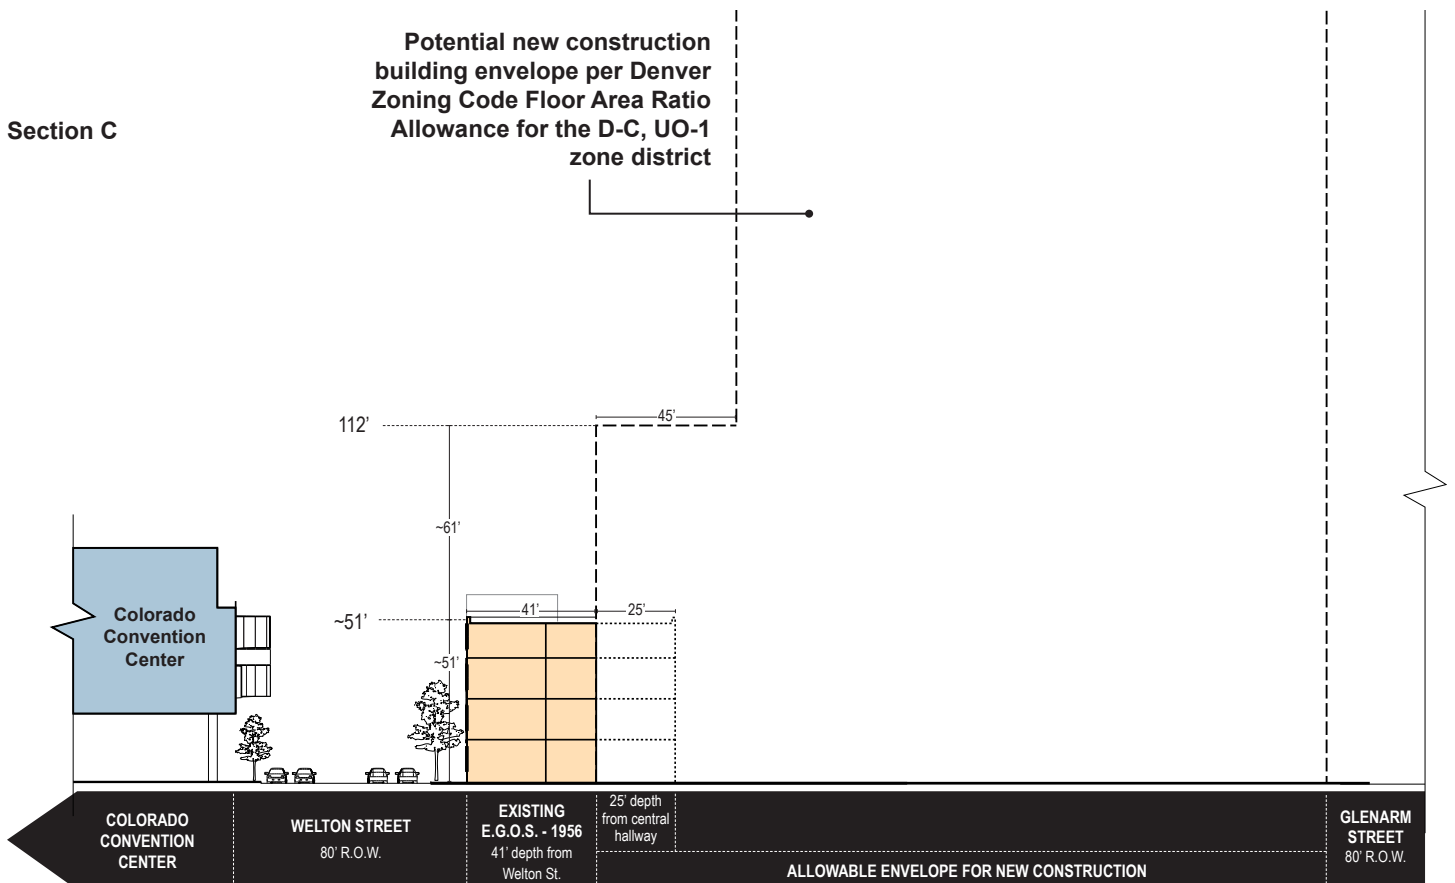 Potential new construction
building envelope per Denver
Zoning Code Floor Area Ratio
Allowance for the D-C, UO-1
zone district
Section C
45’
112’
~61’
41’
25’
~51’
~51’
Colorado
Convention
Center
COLORADO
CONVENTION
CENTER
WELTON STREET
80’ R.O.W.
EXISTING
E.G.O.S. - 1956
41’ depth from
Welton St.
25’ depth
from central
hallway
ALLOWABLE ENVELOPE FOR NEW CONSTRUCTION
GLENARM
STREET
80’ R.O.W.